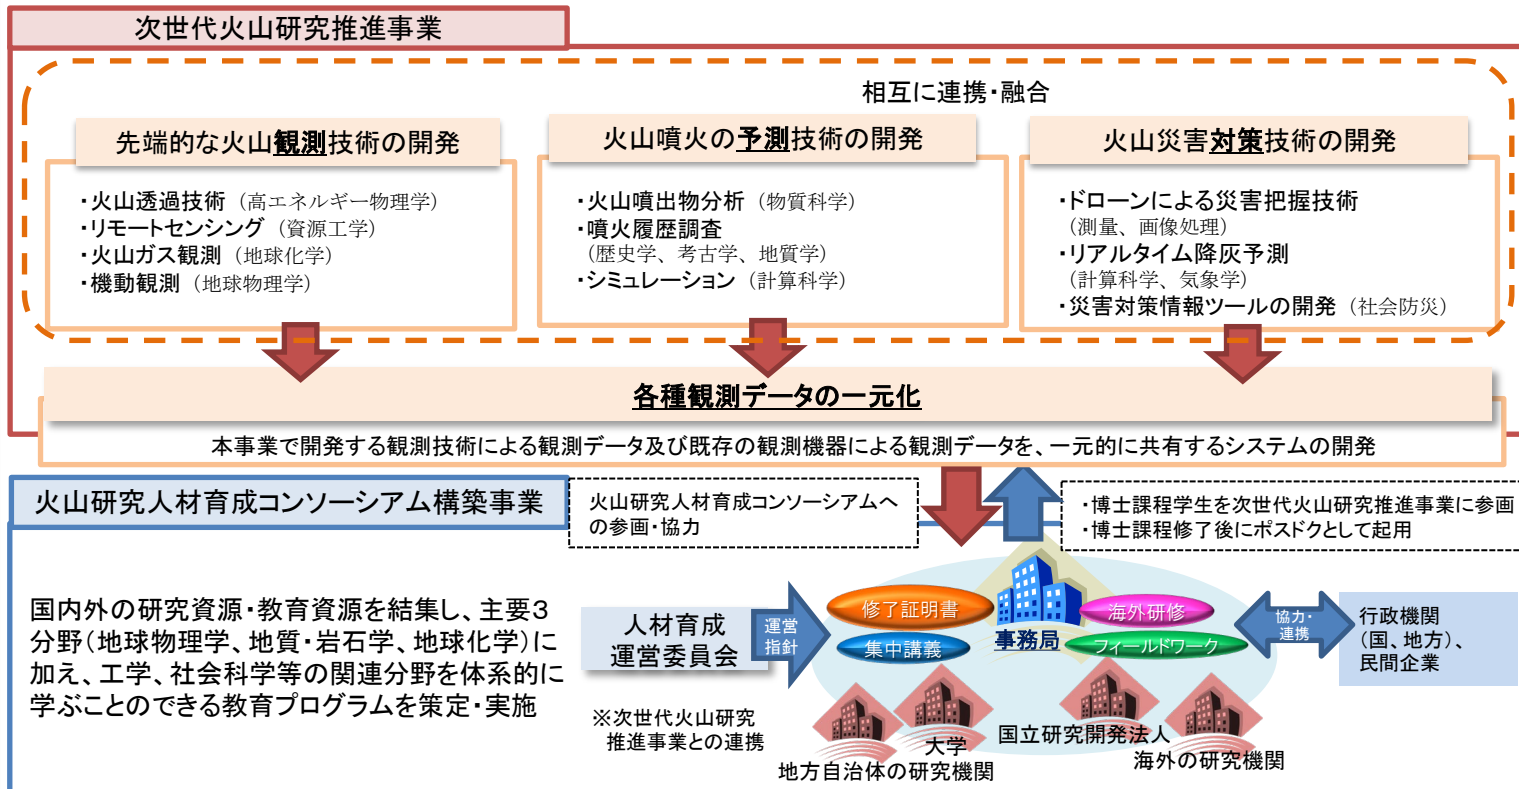 次世代火山研究推進事業
相互に連携・融合
先端的な火山観測技術の開発
・火山透過技術（高エネルギー物理学）
・リモートセンシング（資源工学）
・火山ガス観測（地球化学）
・機動観測（地球物理学）
火山噴火の予測技術の開発
・火山噴出物分析（物質科学）
・噴火履歴調査
（歴史学、考古学、地質学）
・シミュレーション（計算科学）
火山災害対策技術の開発
・ドローンによる災害把握技術
（測量、画像処理）
・リアルタイム降灰予測
（計算科学、気象学）
・災害対策情報ツールの開発（社会防災）
各種観測データの一元化
本事業で開発する観測技術による観測データ及び既存の観測機器による観測データを、一元的に共有するシステムの開発
火山研究人材育成コンソーシアム構築事業
火山研究人材育成コンソーシアムへ
の参画・協力
・博士課程学生を次世代火山研究推進事業に参画
・博士課程修了後にポスドクとして起用
国内外の研究資源・教育資源を結集し、主要３
分野（地球物理学、地質・岩石学、地球化学）に
加え、工学、社会科学等の関連分野を体系的に
学ぶことのできる教育プログラムを策定・実施
人材育成
運営委員会
運営
指針
※次世代火山研究
推進事業との連携
修了証明書
集中講義
事務局
海外研修
フィールドワーク
協力・
連携
行政機関
（国、地方）、
民間企業
大学
地方自治体の研究機関
国立研究開発法人
海外の研究機関